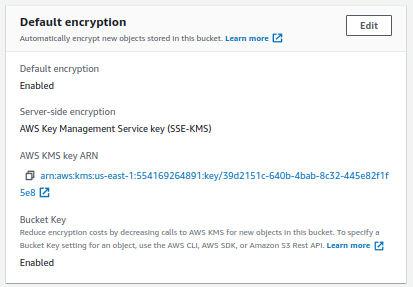 Default encryption
Edit
Automatically encrypt new objects stored in this bucket. Learn more
Default encryption
Enabled
Server-side encryption
AWS Key Management Service key (SSE-KMS)
AWS KMS key ARN
arn:aws:kms:us-east-1:554169264891:key/39d2151c-640b-4bab-8c32-445e82f1f
5e8
Bucket Key
Reduce encryption costs by decreasing calls to AWS KMS for new objects in this bucket. To specify a
Bucket Key setting for an object, use the AWS CLI, AWS SDK, or Amazon S3 Rest API. Learn more
Enabled